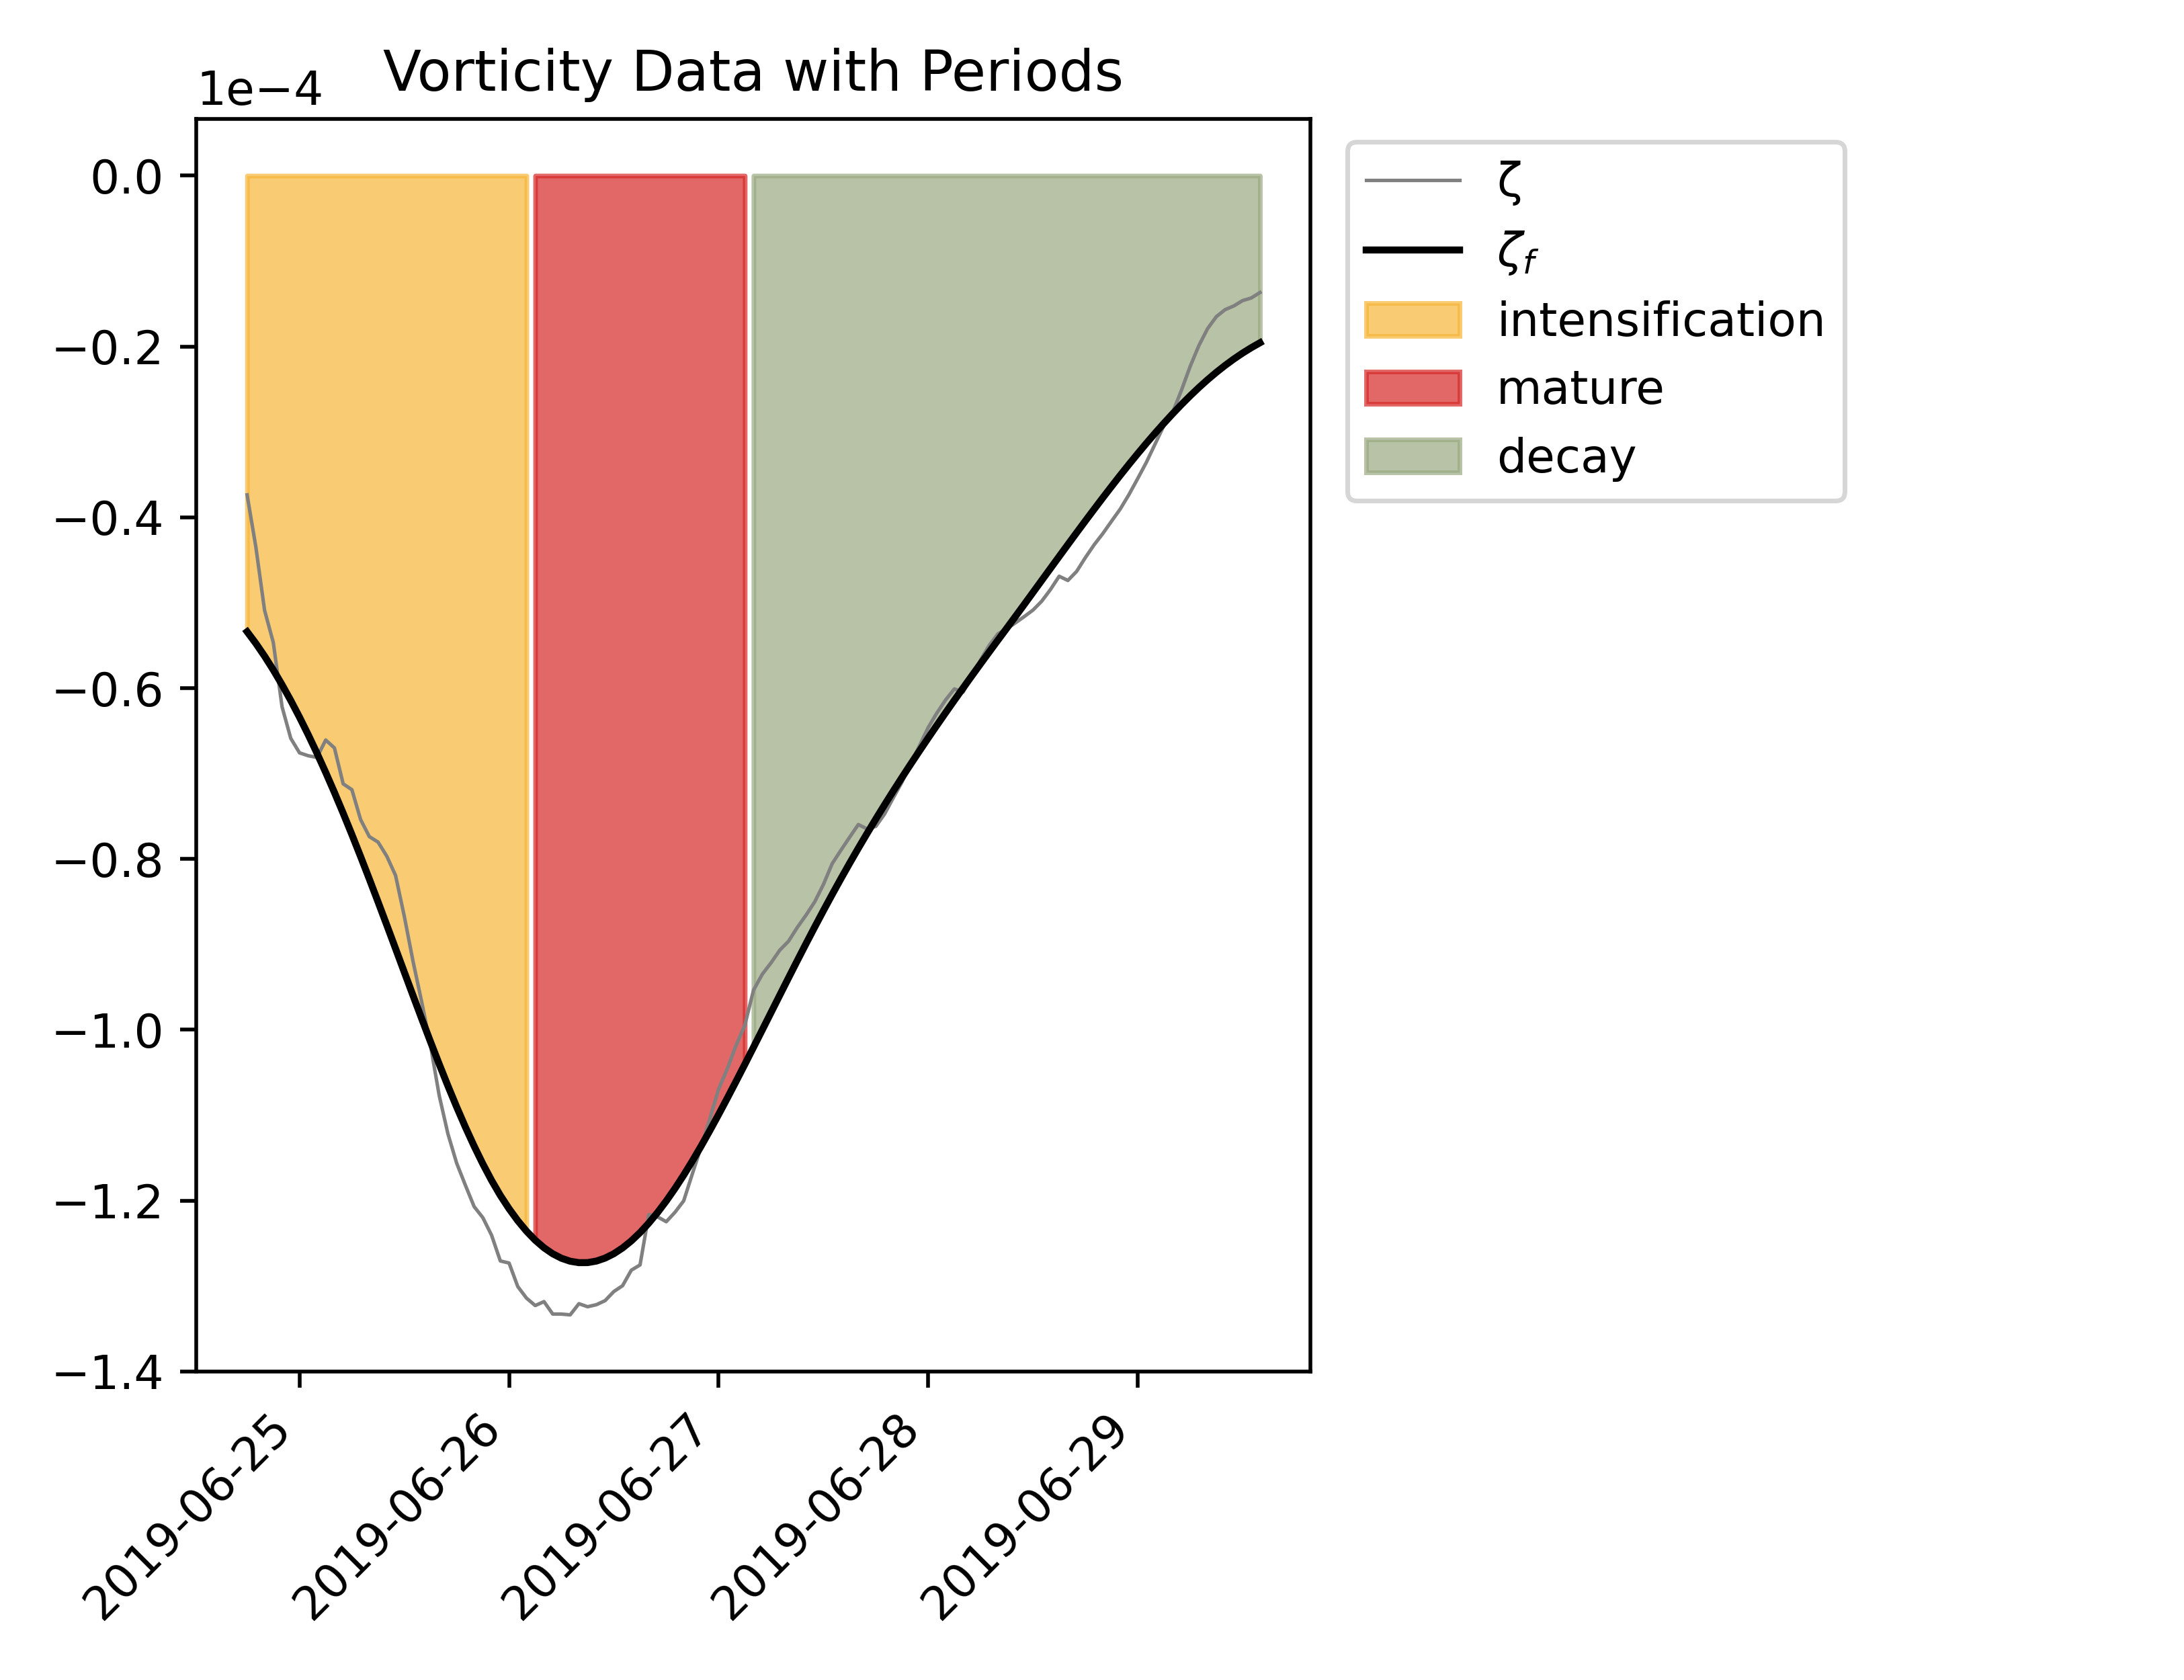 Vorticity Data with Periods
1e−4
0.0
−0.2
−0.4
−0.6
−0.8
−1.0
−1.2
−1.4
2019-06-25
2019-06-26
2019-06-27
2019-06-28
2019-06-29
ζ
ζf
intensification
mature
decay